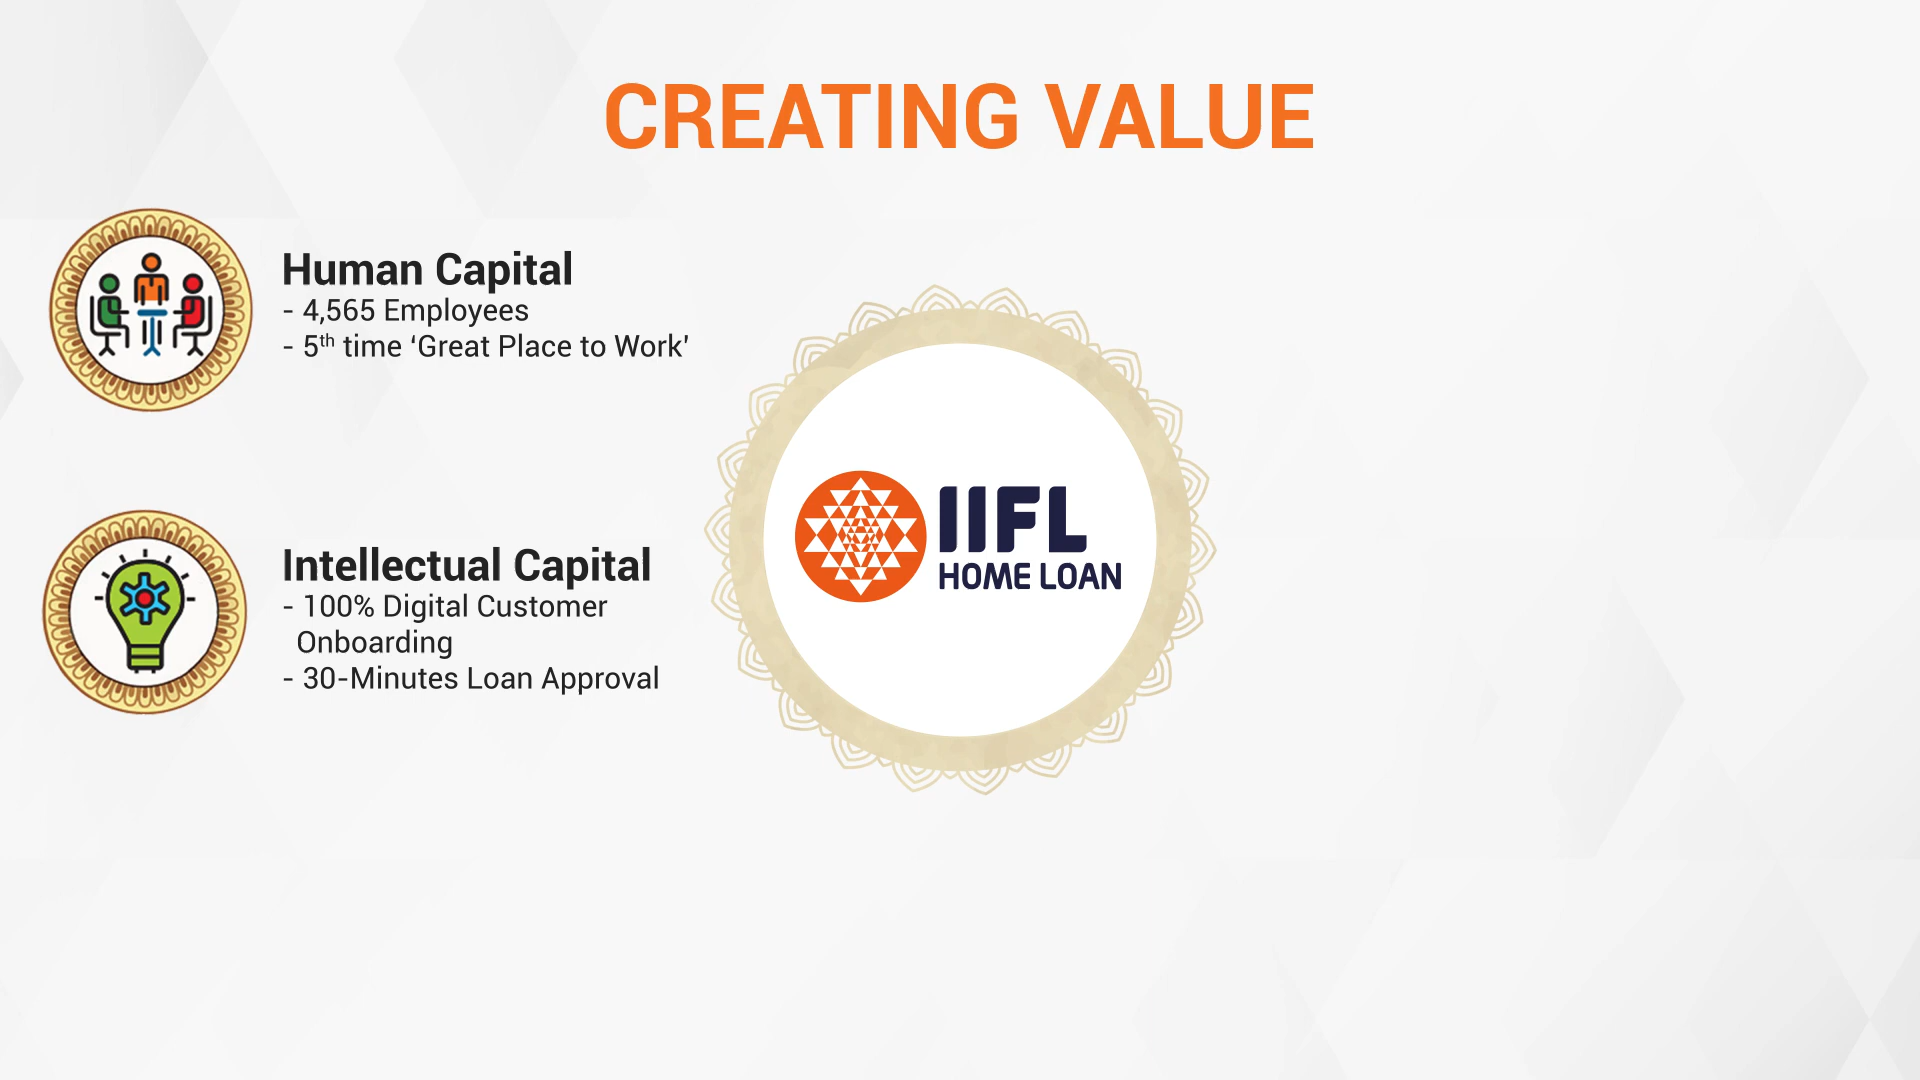 CREATING VALUE
Human Capital
- 4,565 Employees
- 5th time ‘Great Place to Work’
Intellectual Capital
- 100% Digital Customer
Onboarding
- 30-Minutes Loan Approval
IIFL
HOME LOAN